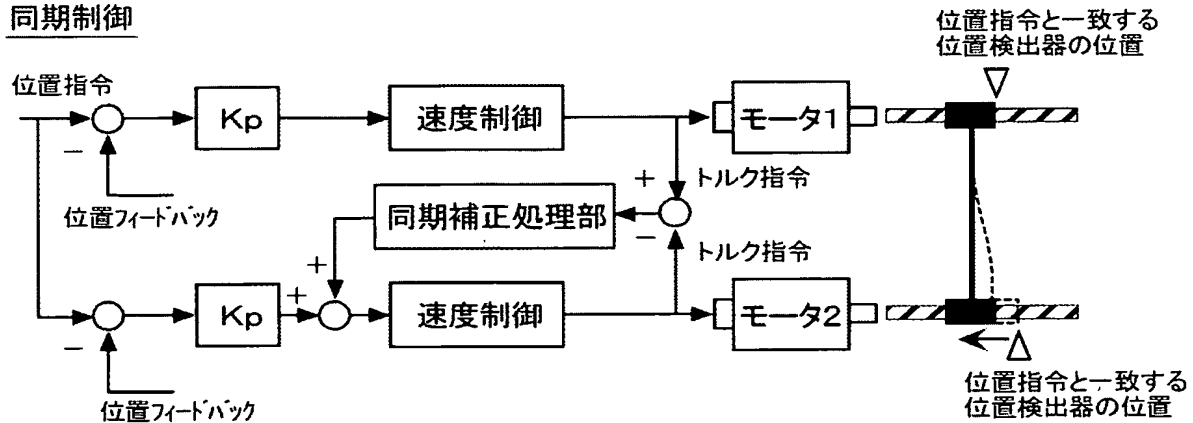 同期制御
位置指令と一致する
位置検出器の位置
位置指令
Kp
速度制御
モータ1
−
+
トルク指令
位置フィードバック
同期補正処理部
−
トルク指令
+
+
Kp
速度制御
モータ2
−
位置フィードバック
位置指令と一致する
位置検出器の位置